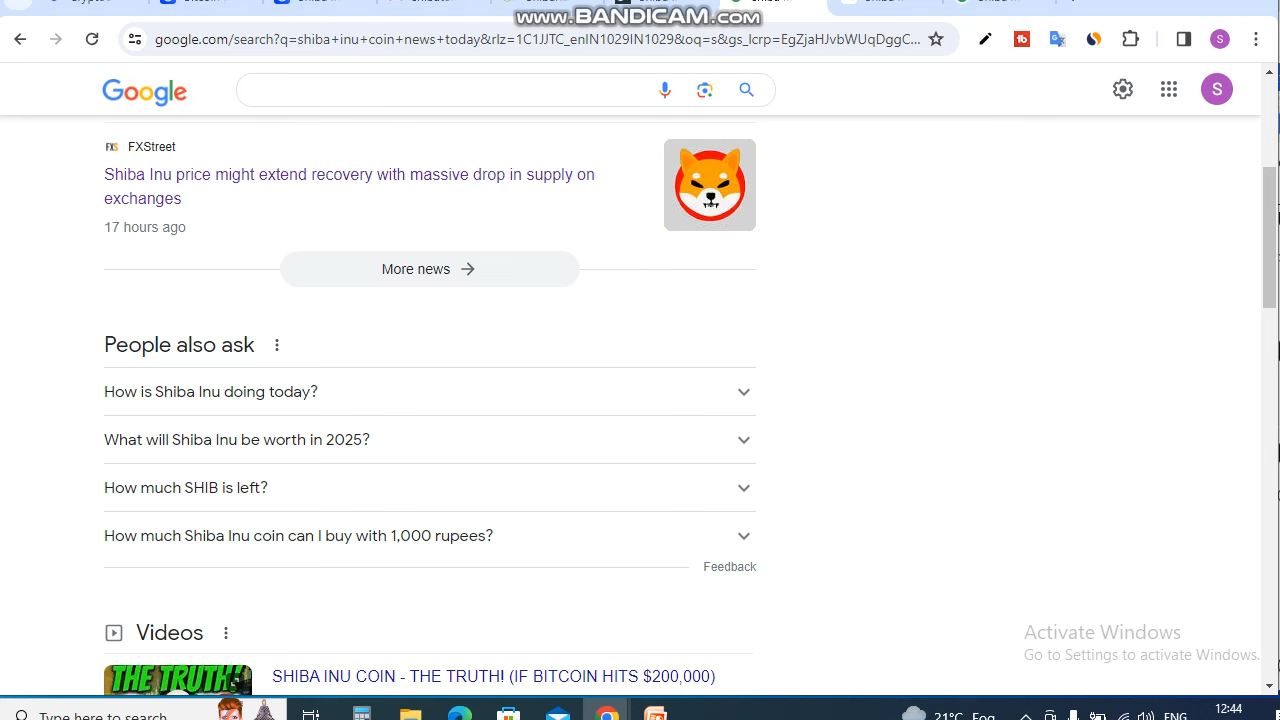 www.BANDICAM.com
google.com/search?q=shiba+inu+coin+news+today&rlz=1C1JJTC_enIN1029IN1029&oq=s&gs_lcrp=EgZjaHJvbWUqDggC...
S
Google
S
FXS FXStreet
Shiba Inu price might extend recovery with massive drop in supply on
exchanges
17 hours ago
More news
People also ask
How is Shiba Inu doing today?
What will Shiba Inu be worth in 2025?
How much SHIB is left?
How much Shiba Inu coin can I buy with 1,000 rupees?
Feedback
Videos
Activate Windows
Go to Settings to activate Windows.
THE TRUTH!
SHIBA INU COIN - THE TRUTH! (IF BITCOIN HITS $200,000)
Type here to search
21°C Fog
ENG
12:44